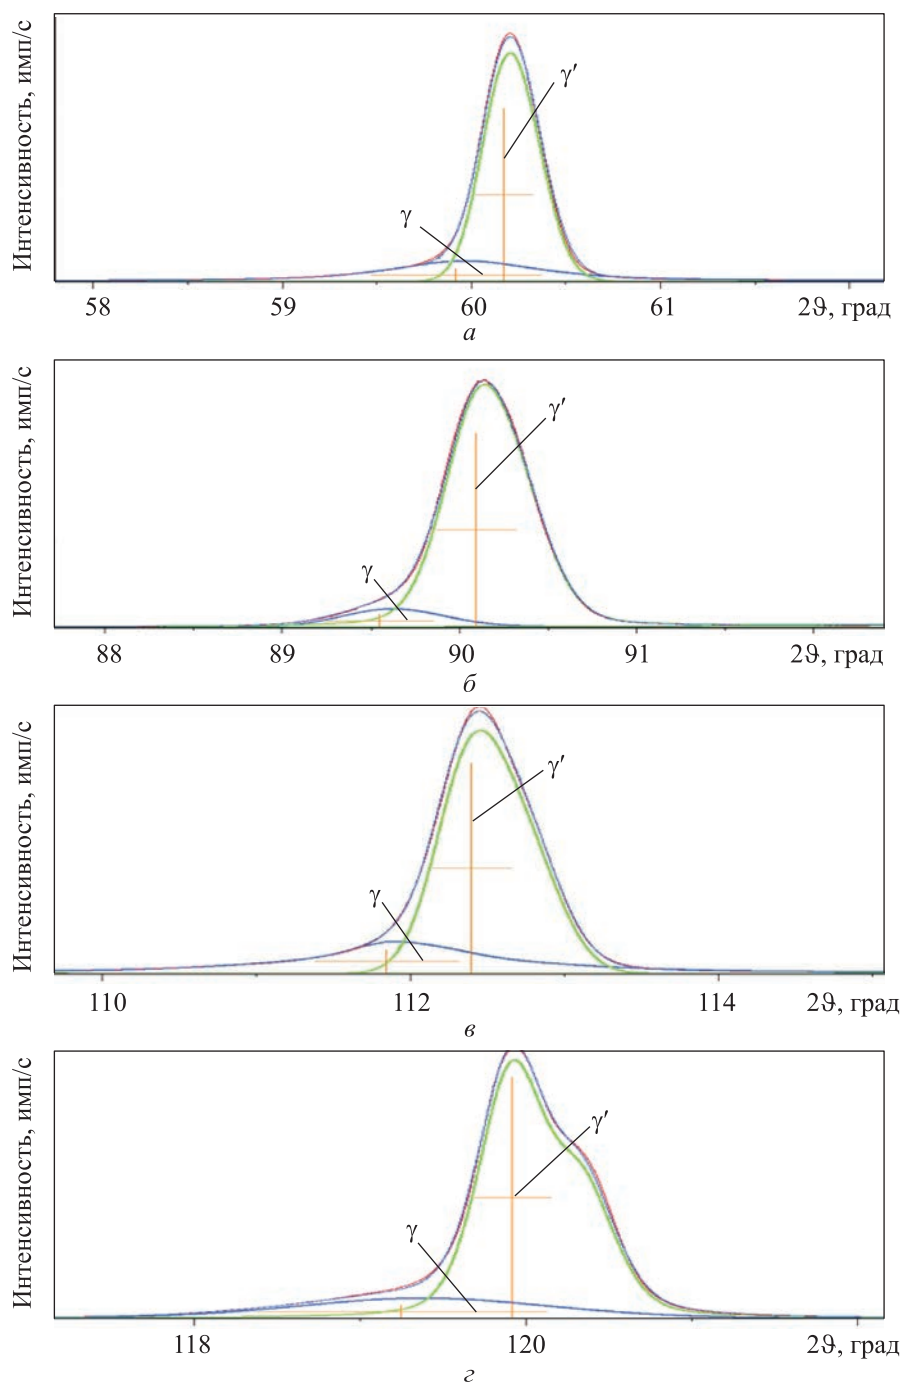 Интенсивность, имп/с
γ′
γ
58 59 60 61 2ϑ, град
а
Интенсивность, имп/с
γ′
γ
88 89 90 91 2ϑ, град
б
Интенсивность, имп/с
γ′
γ
110 112 114 2ϑ, град
в
Интенсивность, имп/с
γ′
γ
118 120 2ϑ, град
г